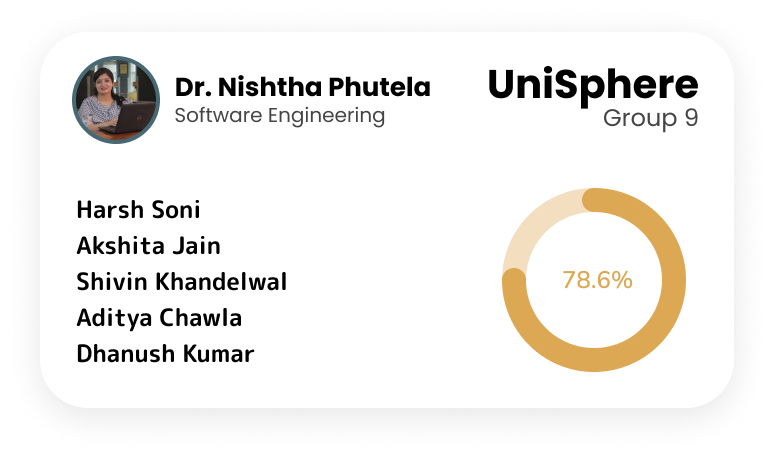 Dr. Nishtha Phutela
Software Engineering
UniSphere
Group 9
Harsh Soni
Akshita Jain
Shivin Khandelwal
Aditya Chawla
Dhanush Kumar
78.6%